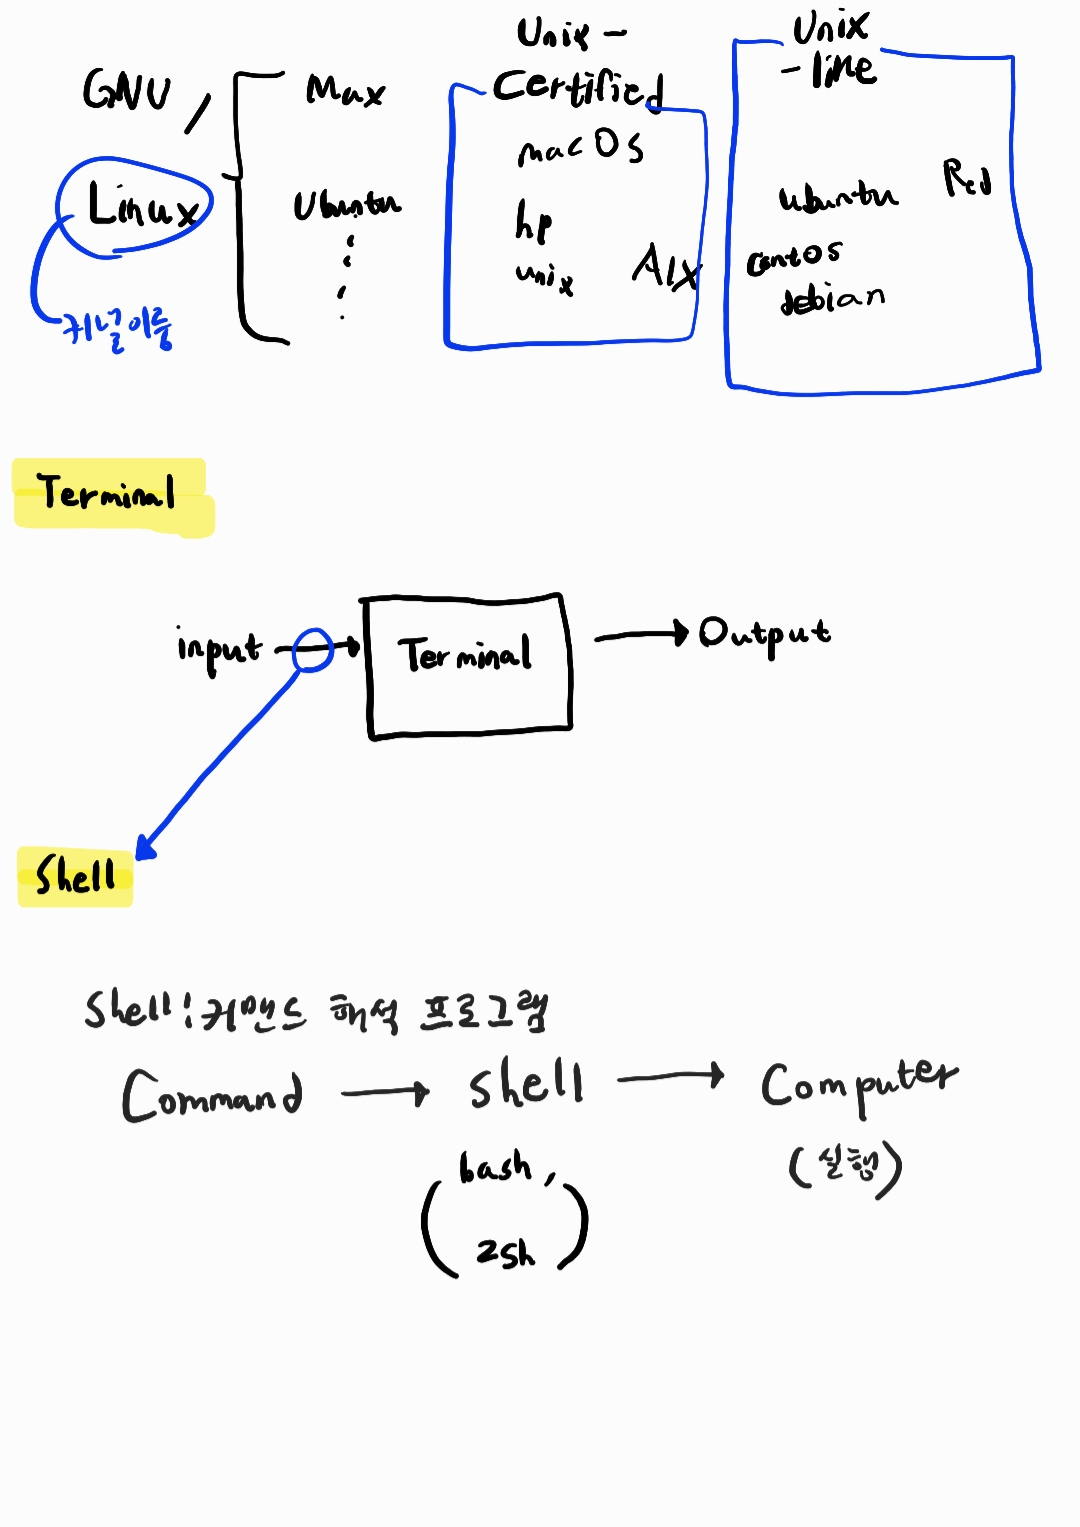 GNU /
Linux
커널이름
Max
Ubuntu
Unix -
Certified
macOS
hp
unix
AIX
Unix
- like
ubuntu
Red
CentOS
debian
Terminal
input
Terminal
Output
Shell
Shell : 커맨드 해석 프로그램
Command → shell → Computer
(bash,
zsh)
(실행)